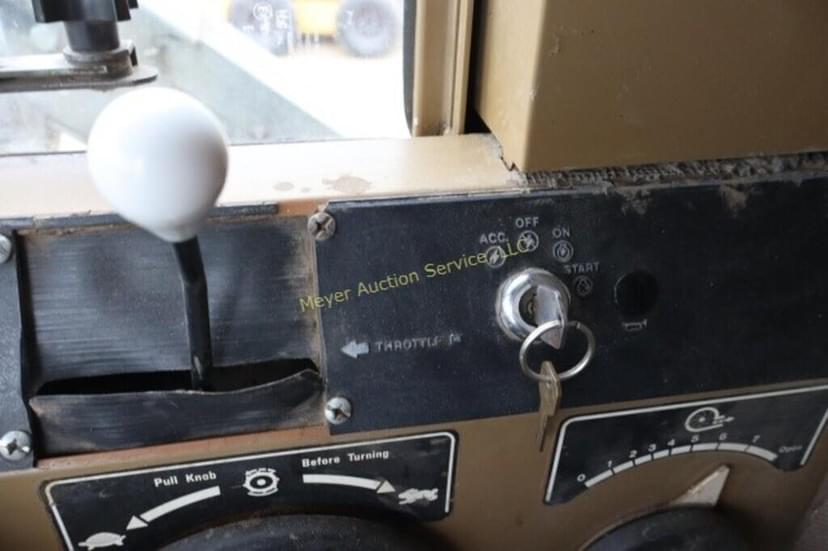 OFF
ACC.
ON
START
Meyer Auction Service LLC
THROTTLE
Pull Knob
Before Turning
0 1 2 3 4 5 6 7